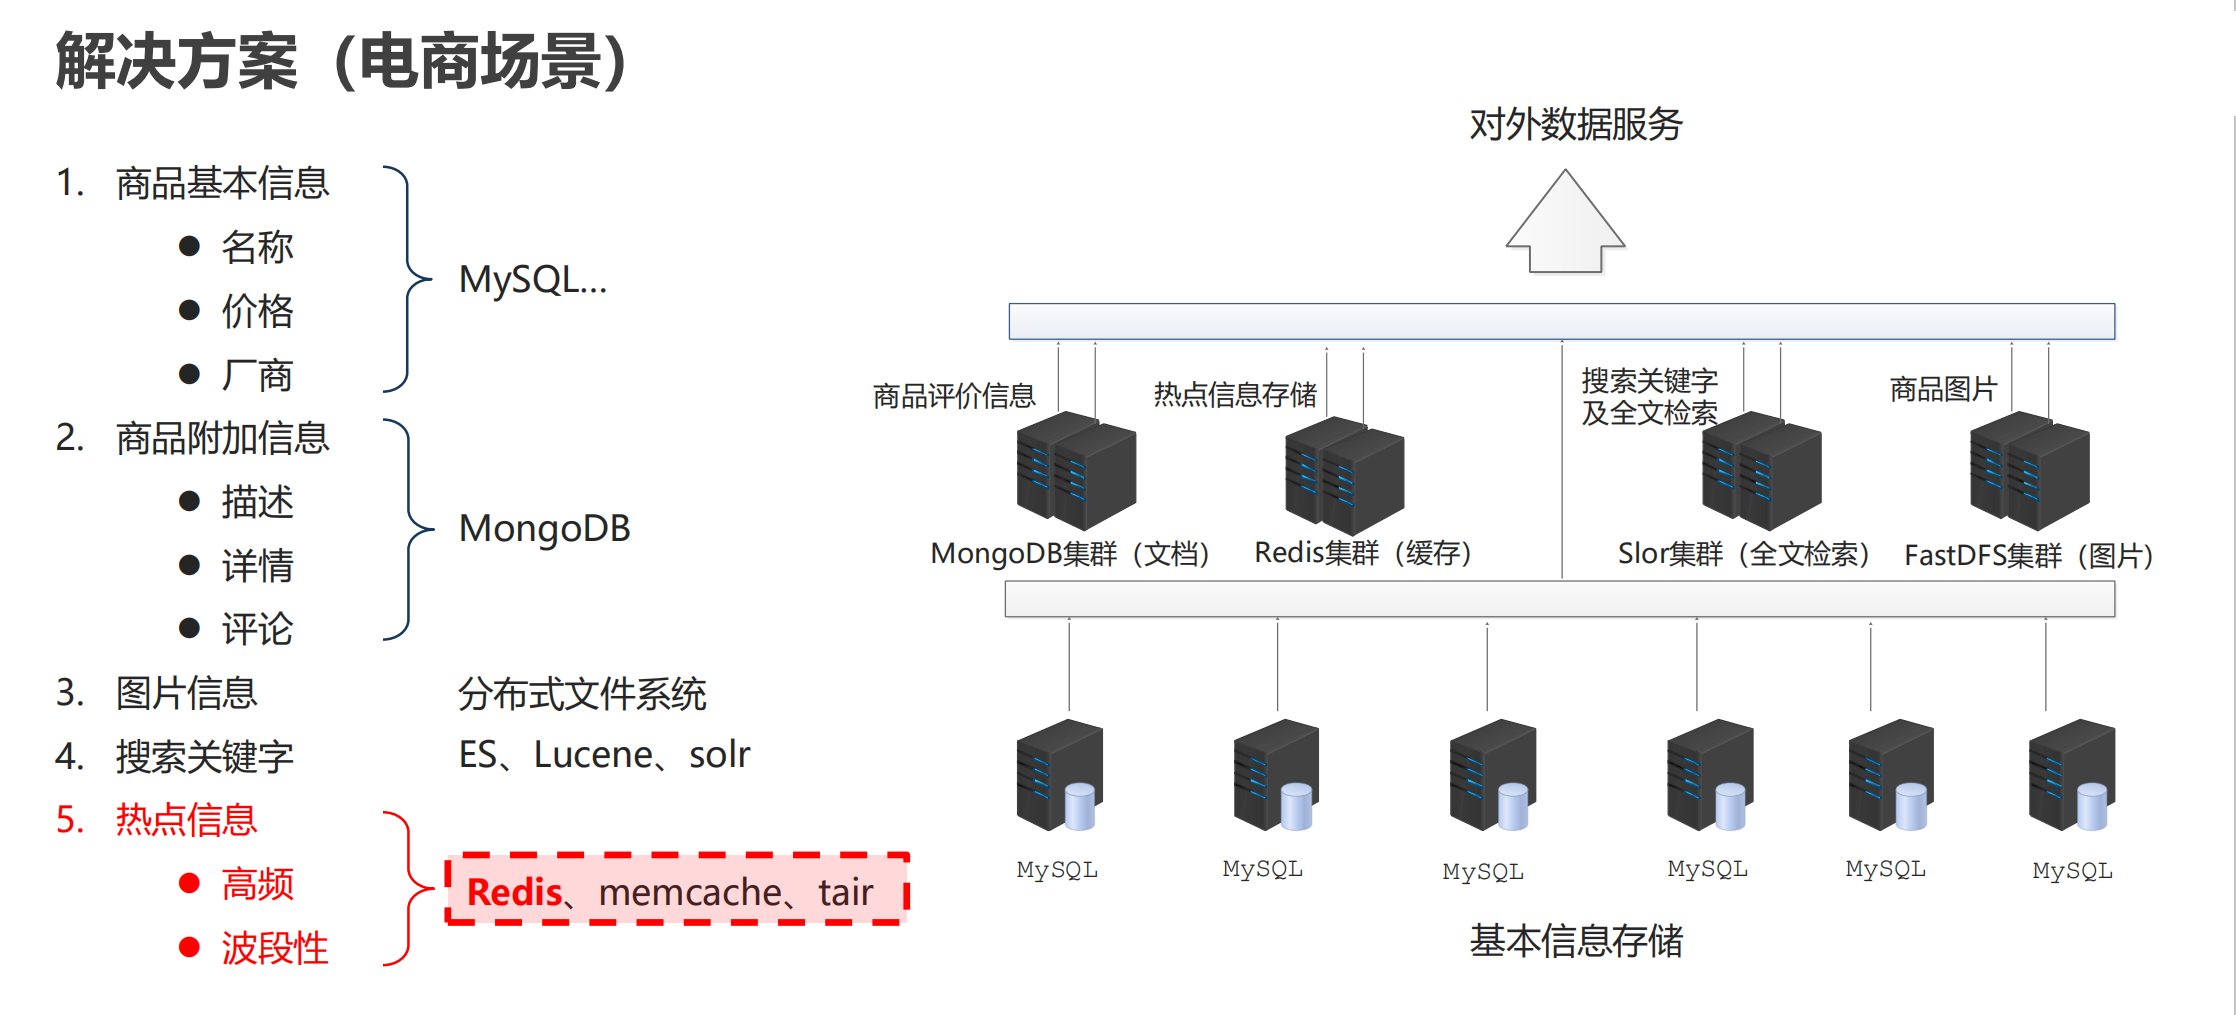 解决方案（电商场景）
1. 商品基本信息
● 名称
● 价格
● 厂商
MySQL...
2. 商品附加信息
● 描述
● 详情
● 评论
MongoDB
3. 图片信息
分布式文件系统
4. 搜索关键字
ES、Lucene、solr
5. 热点信息
● 高频
● 波段性
Redis、memcache、tair
对外数据服务
商品评价信息
热点信息存储
搜索关键字
及全文检索
商品图片
MongoDB集群（文档）
Redis集群（缓存）
Slor集群（全文检索）
FastDFS集群（图片）
MySQL
MySQL
MySQL
MySQL
MySQL
MySQL
基本信息存储